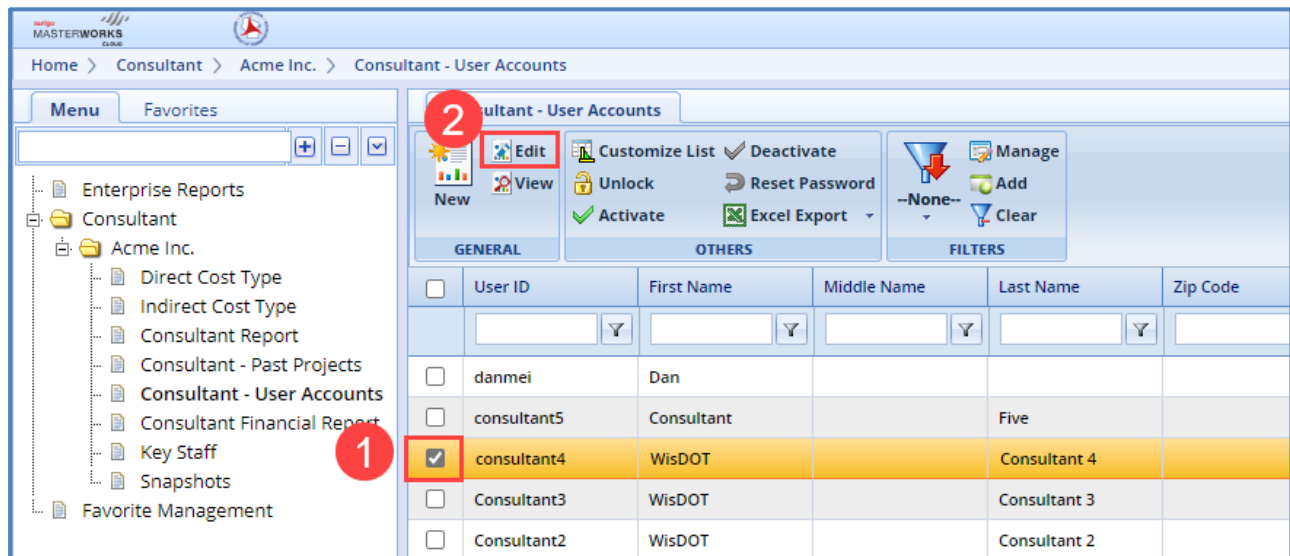 aurigo
MASTERWORKS
CLOUD
Home > Consultant > Acme Inc. > Consultant - User Accounts
Menu Favorites
Enterprise Reports
Consultant
Acme Inc.
Direct Cost Type
Indirect Cost Type
Consultant Report
Consultant - Past Projects
Consultant - User Accounts
Consultant Financial Report
Key Staff
Snapshots
Favorite Management
1
2
sultant - User Accounts
New
Edit
View
GENERAL
Customize List Deactivate
Unlock Reset Password
Activate Excel Export
OTHERS
--None--
Manage
Add
Clear
FILTERS
User ID First Name Middle Name Last Name Zip Code
danmei Dan
consultant5 Consultant Five
consultant4 WisDOT Consultant 4
Consultant3 WisDOT Consultant 3
Consultant2 WisDOT Consultant 2